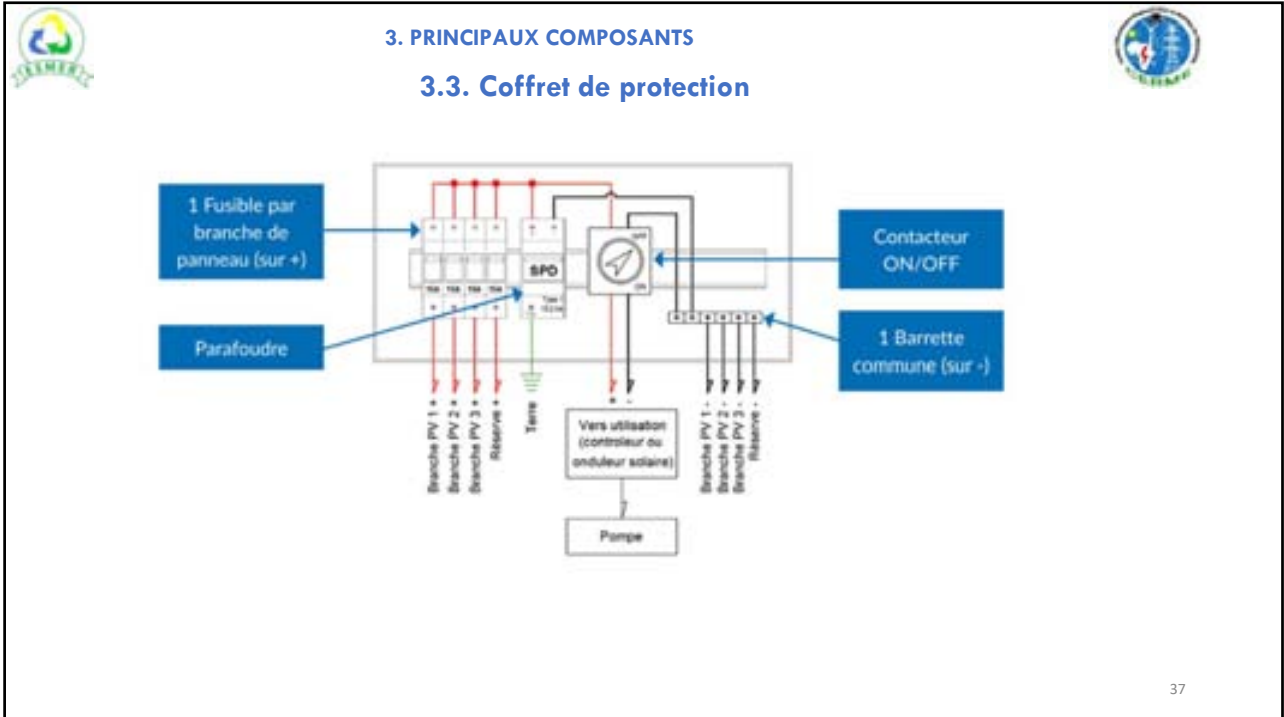 3. PRINCIPAUX COMPOSANTS
3.3. Coffret de protection
1 Fusible par
branche de
panneau (sur +)
Parafoudre
SPD
ON
Contacteur
ON/OFF
1 Barrette
commune (sur -)
Branche PV 1 +
Branche PV 2 +
Branche PV 3 +
Réserve +
Terre
+ -
Vers utilisation
(controleur ou
onduleur solaire)
Pompe
Branche PV 1 -
Branche PV 2 -
Branche PV 3 -
Réserve -
37